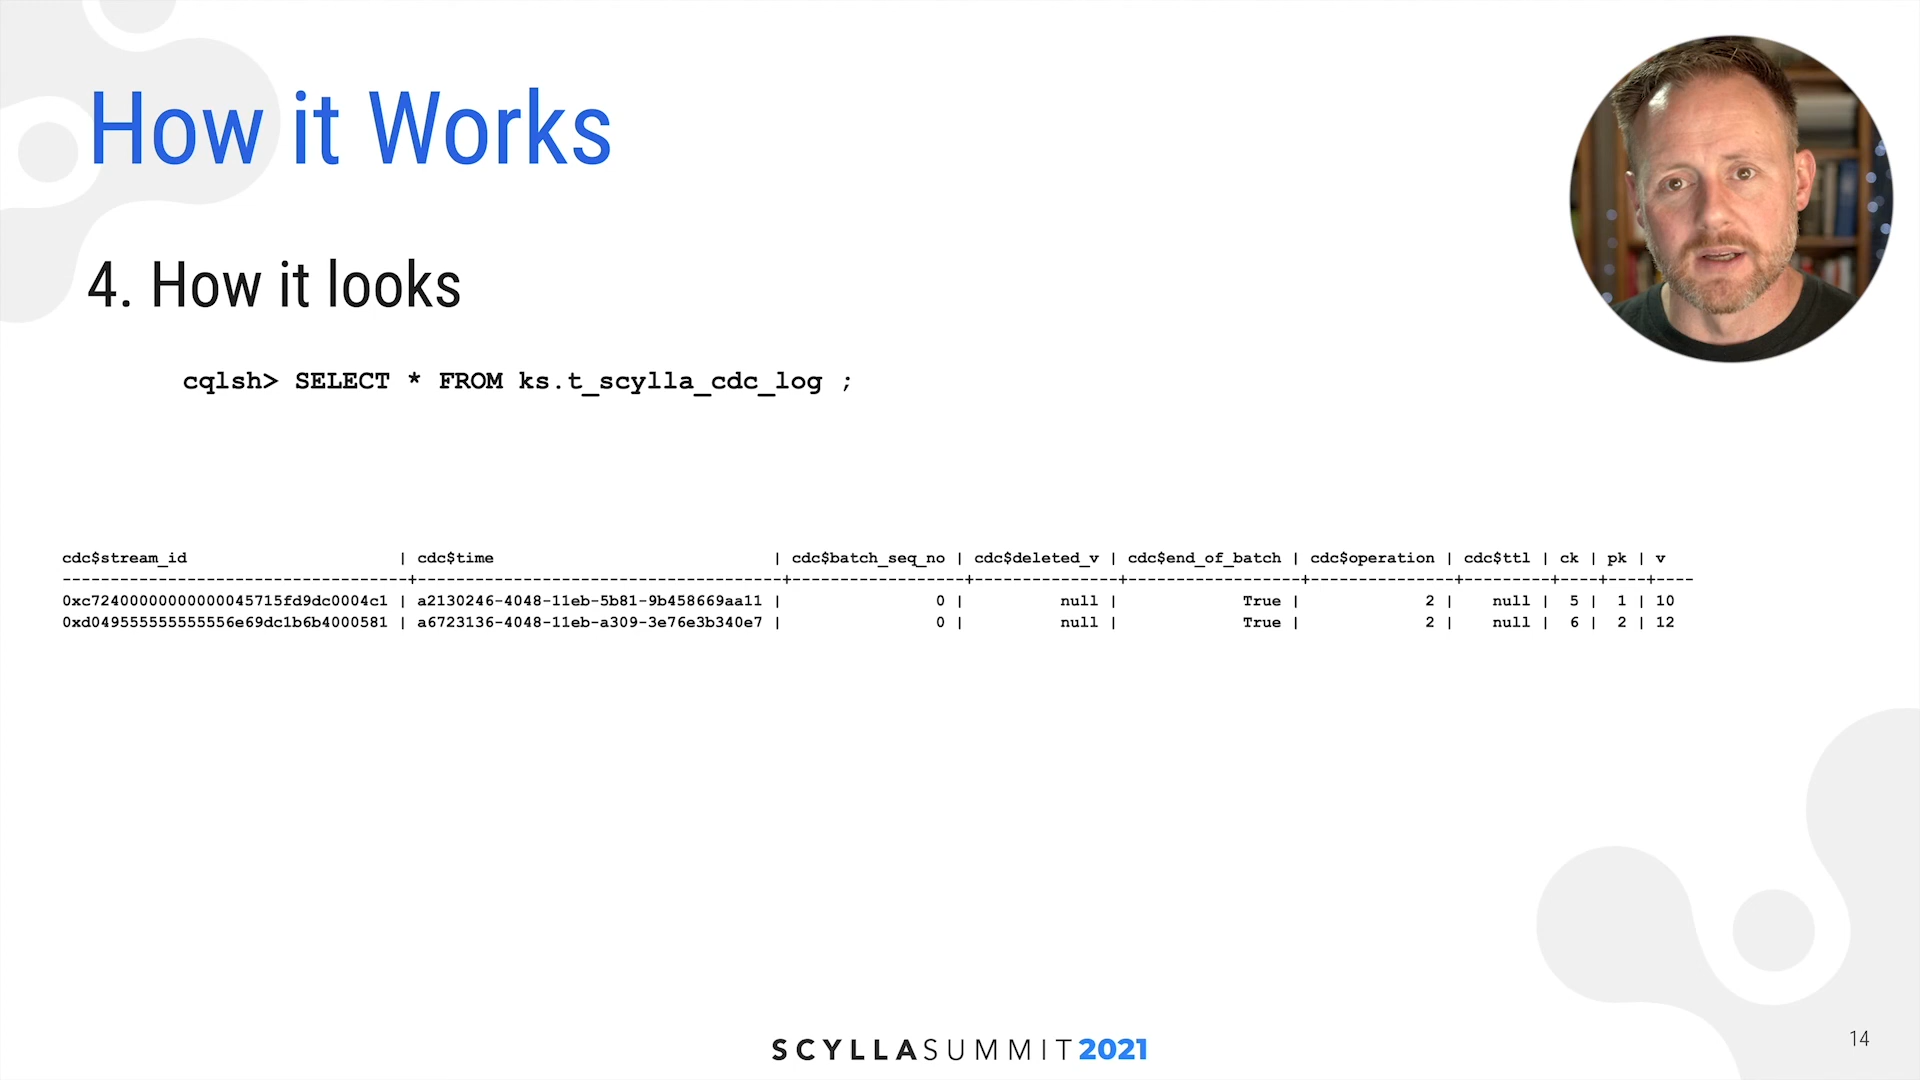 How it Works
4. How it looks
cqlsh> SELECT * FROM ks.t_scylla_cdc_log ;
cdc$stream_id | cdc$time | cdc$batch_seq_no | cdc$deleted_v | cdc$end_of_batch | cdc$operation | cdc$ttl | ck | pk | v
0xc72400000000000045715fd9dc0004c1 | a2130246-4048-11eb-5b81-9b458669aa11 | 0 | null | True | 2 | null | 5 | 1 | 10
0xd049555555555556e69dc1b6b4000581 | a6723136-4048-11eb-a309-3e76e3b340e7 | 0 | null | True | 2 | null | 6 | 2 | 12
SCYLLASUMMIT2021
14